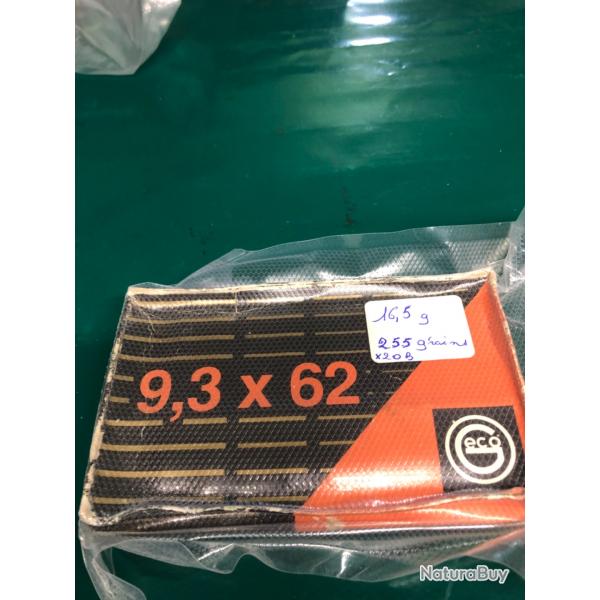 16,5 g
255 grains
x20B
9,3 x 62
Geco
NaturaBuy